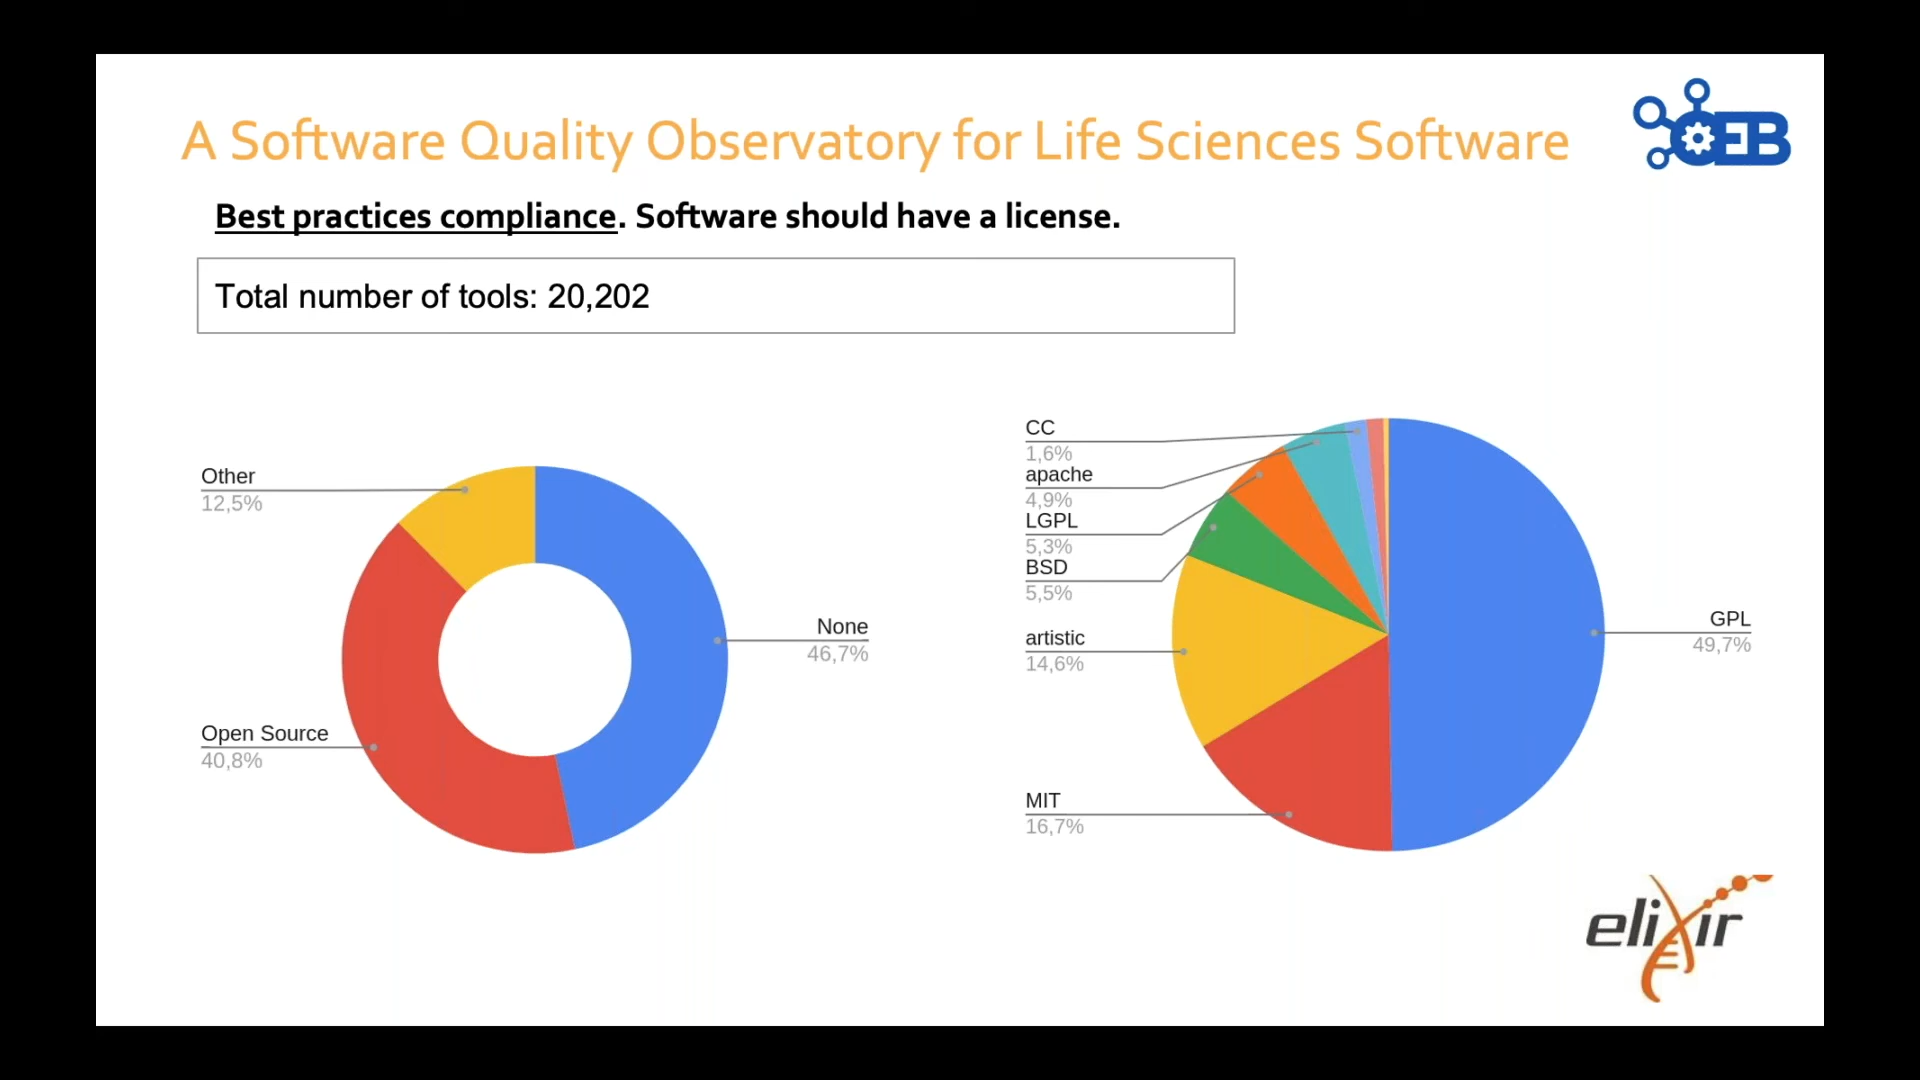 A Software Quality Observatory for Life Sciences Software
OEB
Best practices compliance. Software should have a license.
Total number of tools: 20,202
Other
12,5%
None
46,7%
Open Source
40,8%
CC
1,6%
apache
4,9%
LGPL
5,3%
BSD
5,5%
artistic
14,6%
MIT
16,7%
GPL
49,7%
elixir